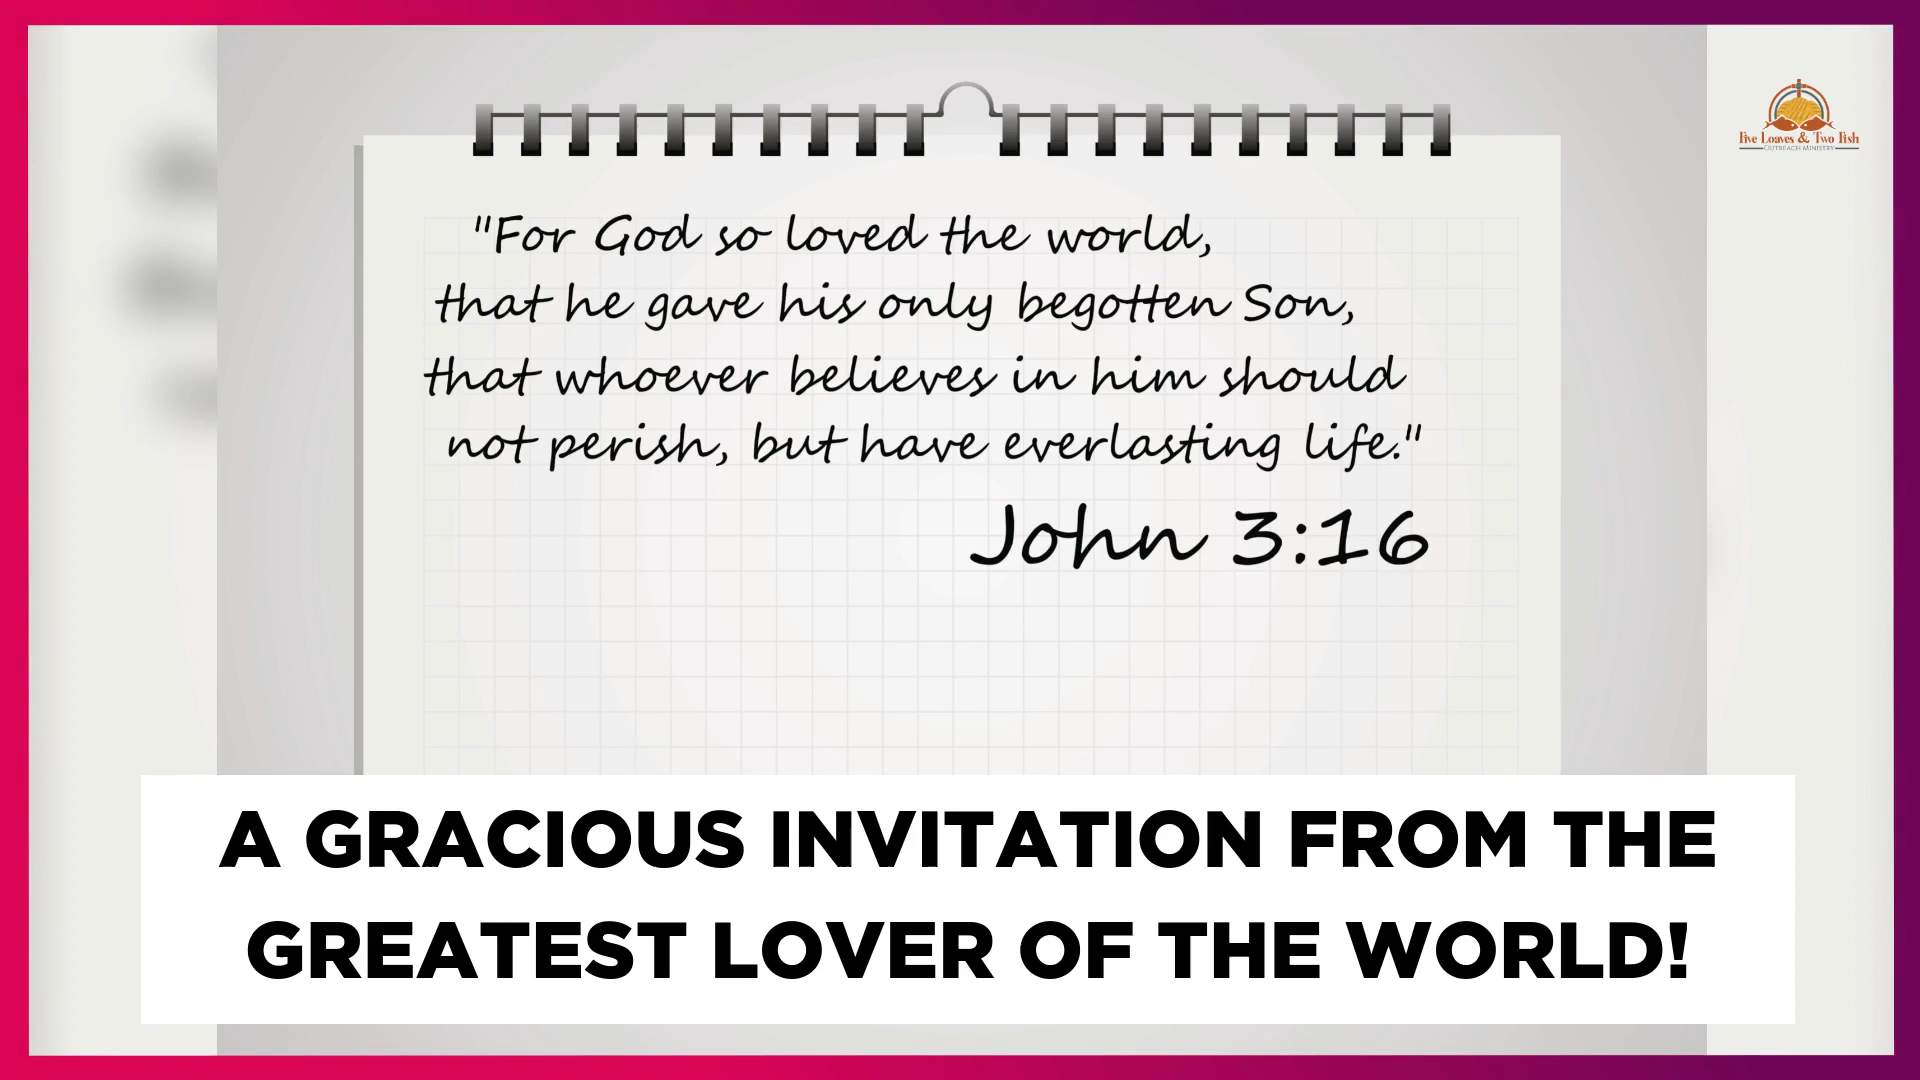 Five Loaves & Two Fish
OUTREACH MINISTRY
"For God so loved the world,
that he gave his only begotten Son,
that whoever believes in him should
not perish, but have everlasting life."
John 3:16
A GRACIOUS INVITATION FROM THE
GREATEST LOVER OF THE WORLD!